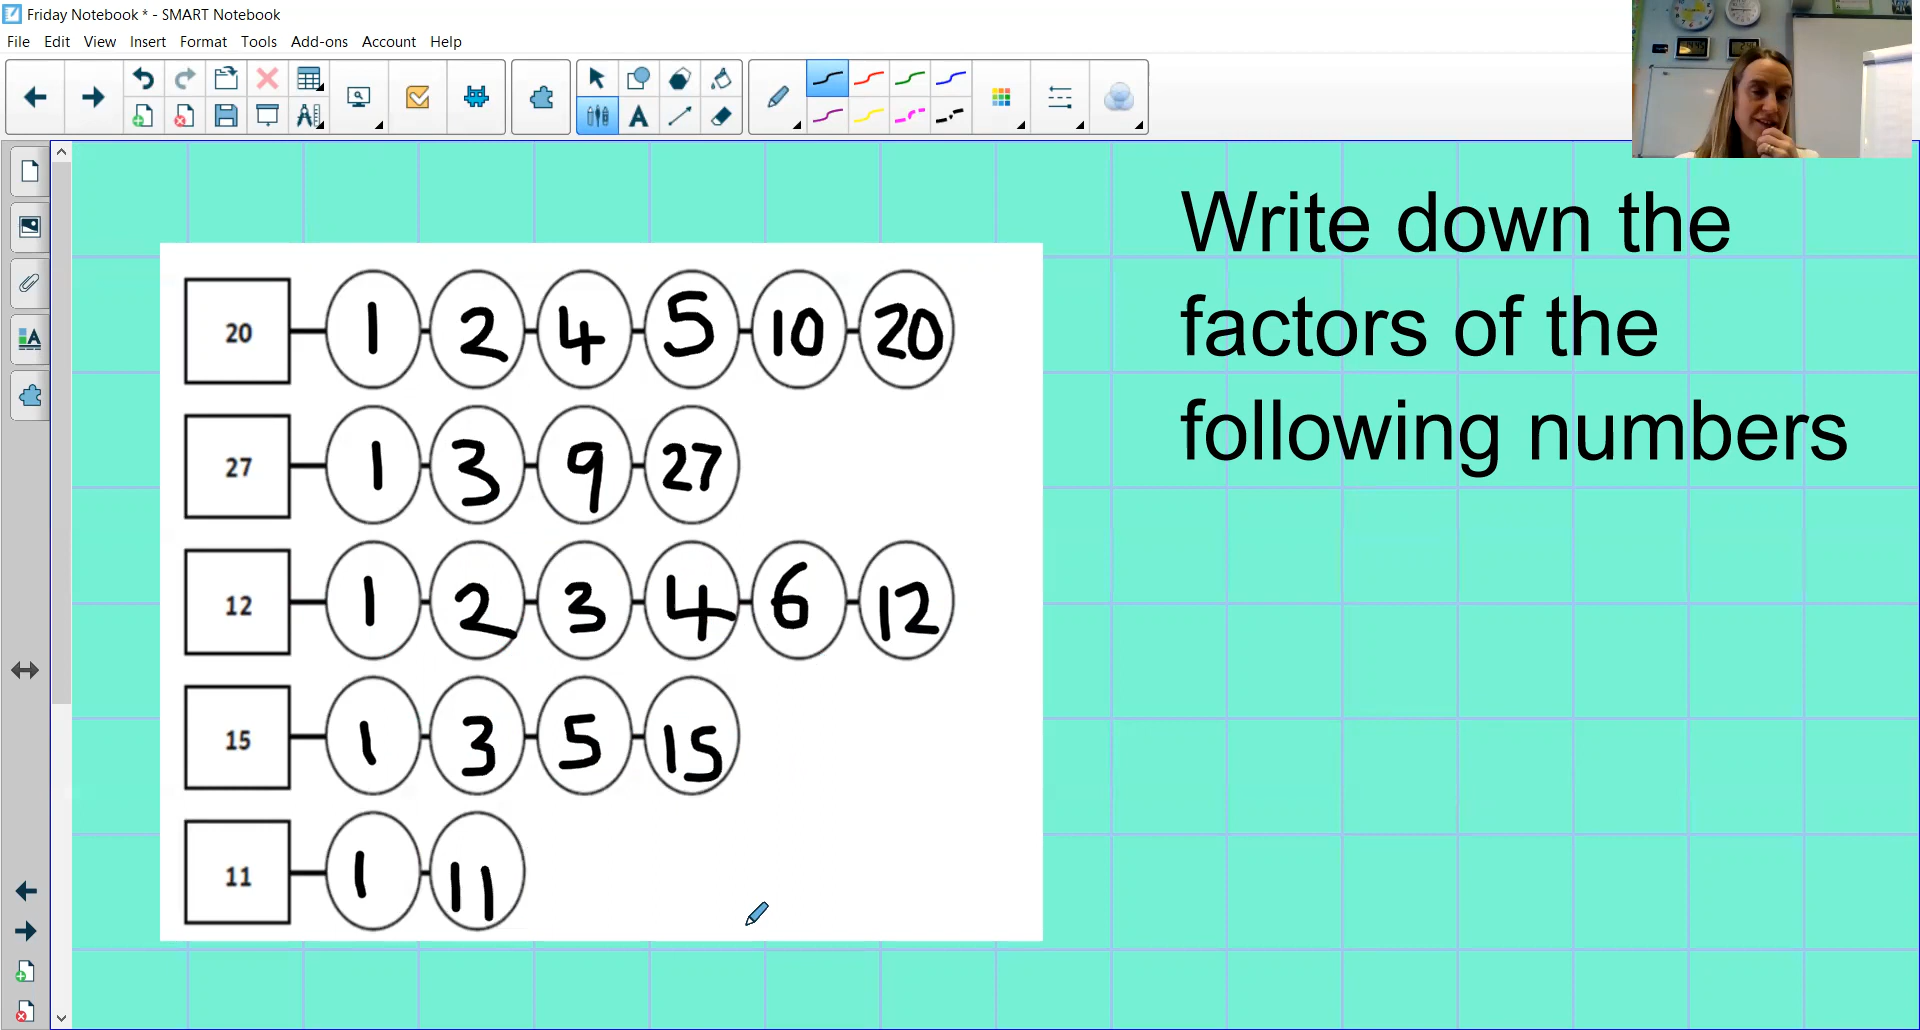 Friday Notebook * - SMART Notebook
File Edit View Insert Format Tools Add-ons Account Help
Write down the
factors of the
following numbers
20 1 2 4 5 10 20
27 1 3 9 27
12 1 2 3 4 6 12
15 1 3 5 15
11 1 11